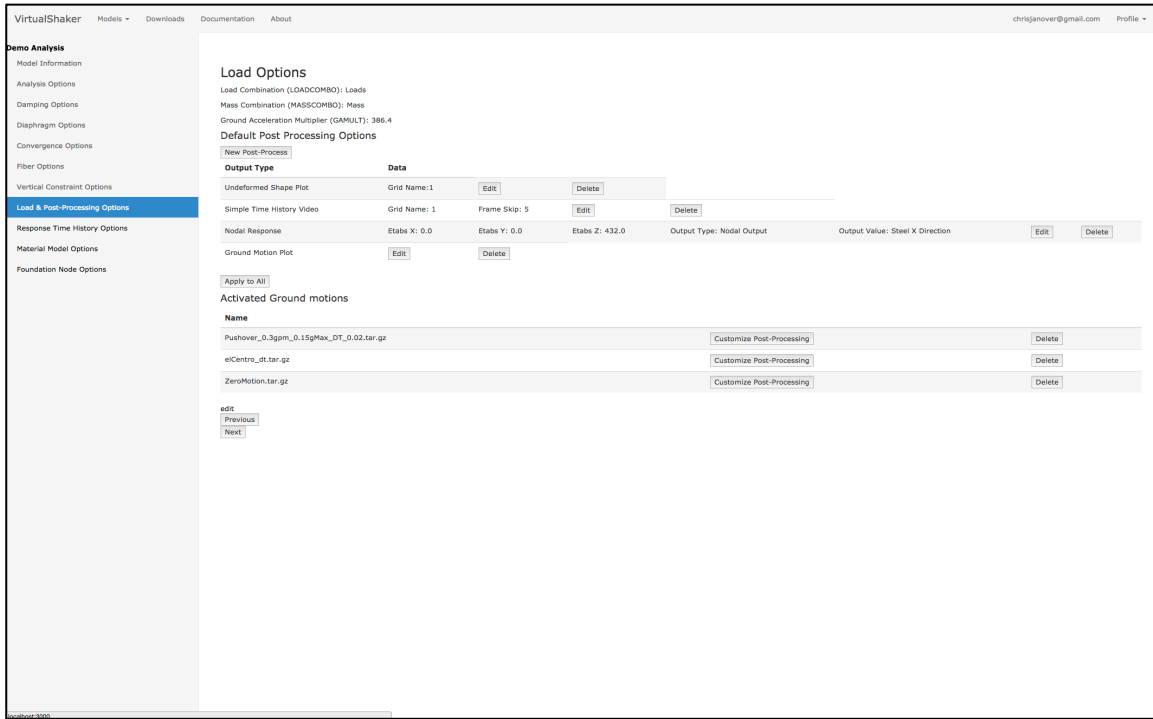 VirtualShaker Models Downloads Documentation About chrisjanover@gmail.com Profile
Demo Analysis
Model Information
Analysis Options
Damping Options
Diaphragm Options
Convergence Options
Fiber Options
Vertical Constraint Options
Load & Post-Processing Options
Response Time History Options
Material Model Options
Foundation Node Options
Load Options
Load Combination (LOADCOMBO): Loads
Mass Combination (MASSCOMBO): Mass
Ground Acceleration Multiplier (GAMULT): 386.4
Default Post Processing Options
New Post-Process
Output Type Data
Undeformed Shape Plot Grid Name:1 Edit Delete
Simple Time History Video Grid Name: 1 Frame Skip: 5 Edit Delete
Nodal Response Etabs X: 0.0 Etabs Y: 0.0 Etabs Z: 432.0 Output Type: Nodal Output Output Value: Steel X Direction Edit Delete
Ground Motion Plot Edit Delete
Apply to All
Activated Ground motions
Name
Pushover_0.3gpm_0.15gMax_DT_0.02.tar.gz Customize Post-Processing Delete
elCentro_dt.tar.gz Customize Post-Processing Delete
ZeroMotion.tar.gz Customize Post-Processing Delete
edit
Previous
Next
localhost:3000